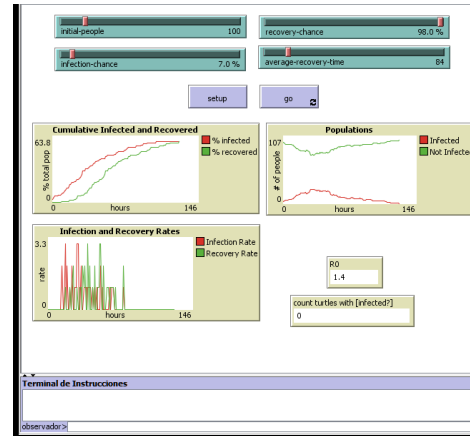 initial-people 100
recovery-chance 98.0 %
infection-chance 7.0 %
average-recovery-time 84
setup
go
Cumulative Infected and Recovered
63.8
% total pop
0
0 hours 146
% infected
% recovered
Populations
107
# of people
0
0 hours 146
Infected
Not Infected
Infection and Recovery Rates
3.3
rate
0
0 hours 146
Infection Rate
Recovery Rate
R0
1.4
count turtles with [infected?]
0
Terminal de Instrucciones
observador>